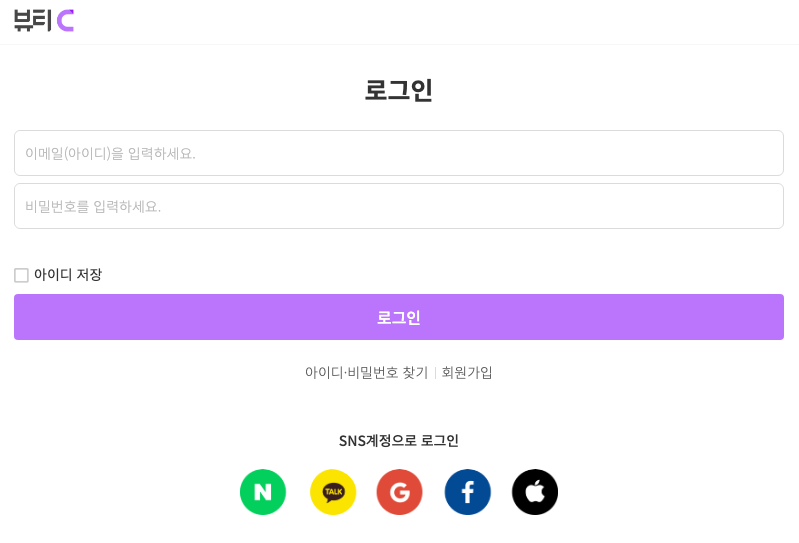 뷰티 C
로그인
이메일(아이디)을 입력하세요.
비밀번호를 입력하세요.
아이디 저장
로그인
아이디·비밀번호 찾기 | 회원가입
SNS계정으로 로그인
N TALK G f